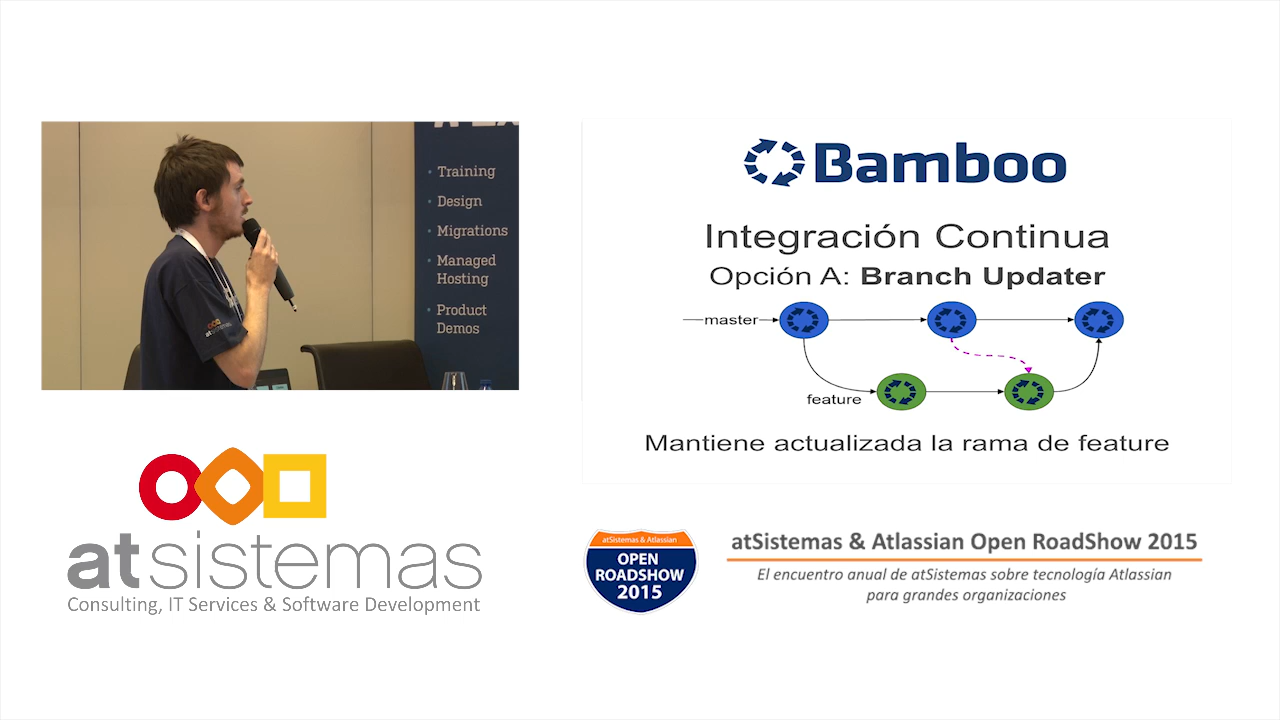 Training
Design
Migrations
Managed
Hosting
Product
Demos
atsistemas
Bamboo
Integración Continua
Opción A: Branch Updater
master
feature
Mantiene actualizada la rama de feature
atsistemas
Consulting, IT Services & Software Development
atSistemas & Atlassian
OPEN
ROADSHOW
2015
atSistemas & Atlassian Open RoadShow 2015
El encuentro anual de atSistemas sobre tecnología Atlassian
para grandes organizaciones